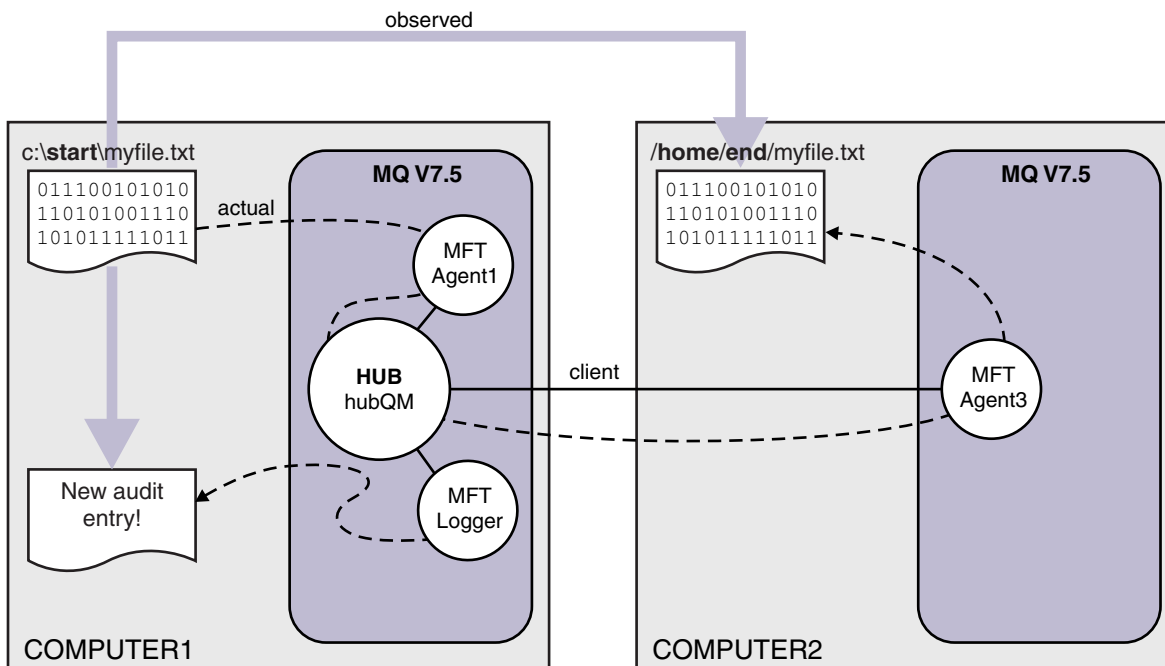 observed
c:\start\myfile.txt
011100101010
110101001110
101011111011
actual
MQ V7.5
MFT
Agent1
HUB
hubQM
MFT
Logger
New audit
entry!
COMPUTER1
client
/home/end/myfile.txt
011100101010
110101001110
101011111011
MQ V7.5
MFT
Agent3
COMPUTER2